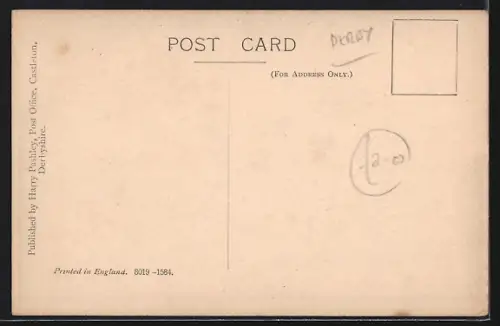 POST CARD
DERBY
(FOR ADDRESS ONLY.)
Published by Harry Pashley, Post Office, Castleton,
Derbyshire.
2-0
Printed in England. 8019 -1564.